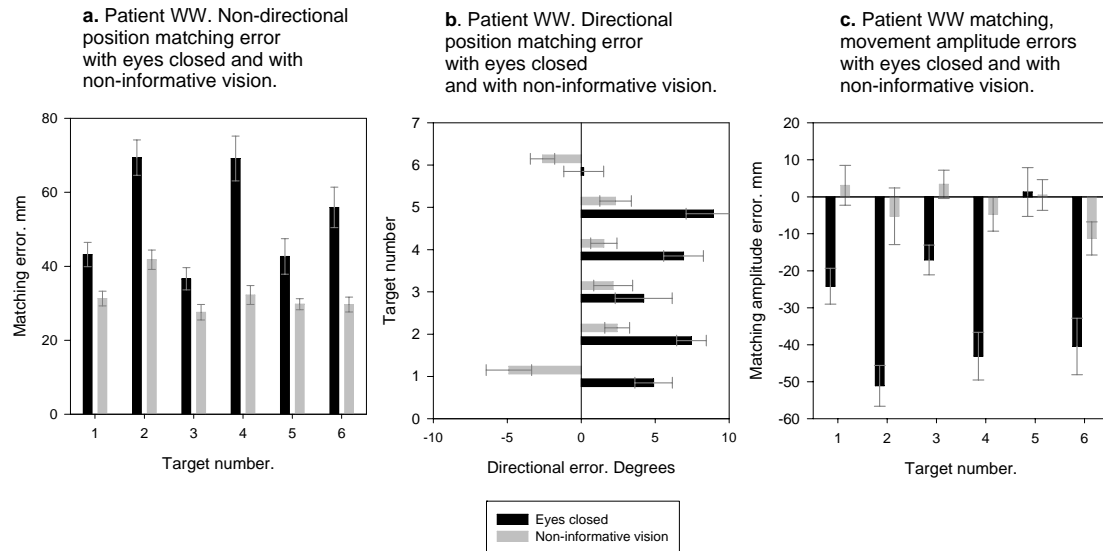 a. Patient WW. Non-directional
position matching error
with eyes closed and with
non-informative vision.
Matching error. mm
80
60
40
20
0
1 2 3 4 5 6
Target number.
b. Patient WW. Directional
position matching error
with eyes closed
and with non-informative vision.
Target number
7
6
5
4
3
2
1
0
-10 -5 0 5 10
Directional error. Degrees
c. Patient WW matching,
movement amplitude errors
with eyes closed and with
non-informative vision.
Matching amplitude error. mm
20
10
0
-10
-20
-30
-40
-50
-60
1 2 3 4 5 6
Target number.
Eyes closed
Non-informative vision